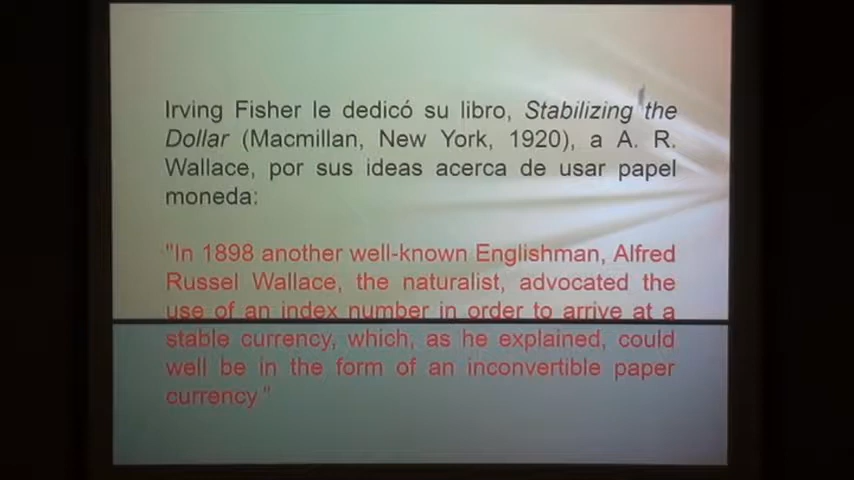 Irving Fisher le dedicó su libro, Stabilizing the
Dollar (Macmillan, New York, 1920), a A. R.
Wallace, por sus ideas acerca de usar papel
moneda:
"In 1898 another well-known Englishman, Alfred
Russel Wallace, the naturalist, advocated the
use of an index number in order to arrive at a
stable currency, which, as he explained, could
well be in the form of an inconvertible paper
currency"